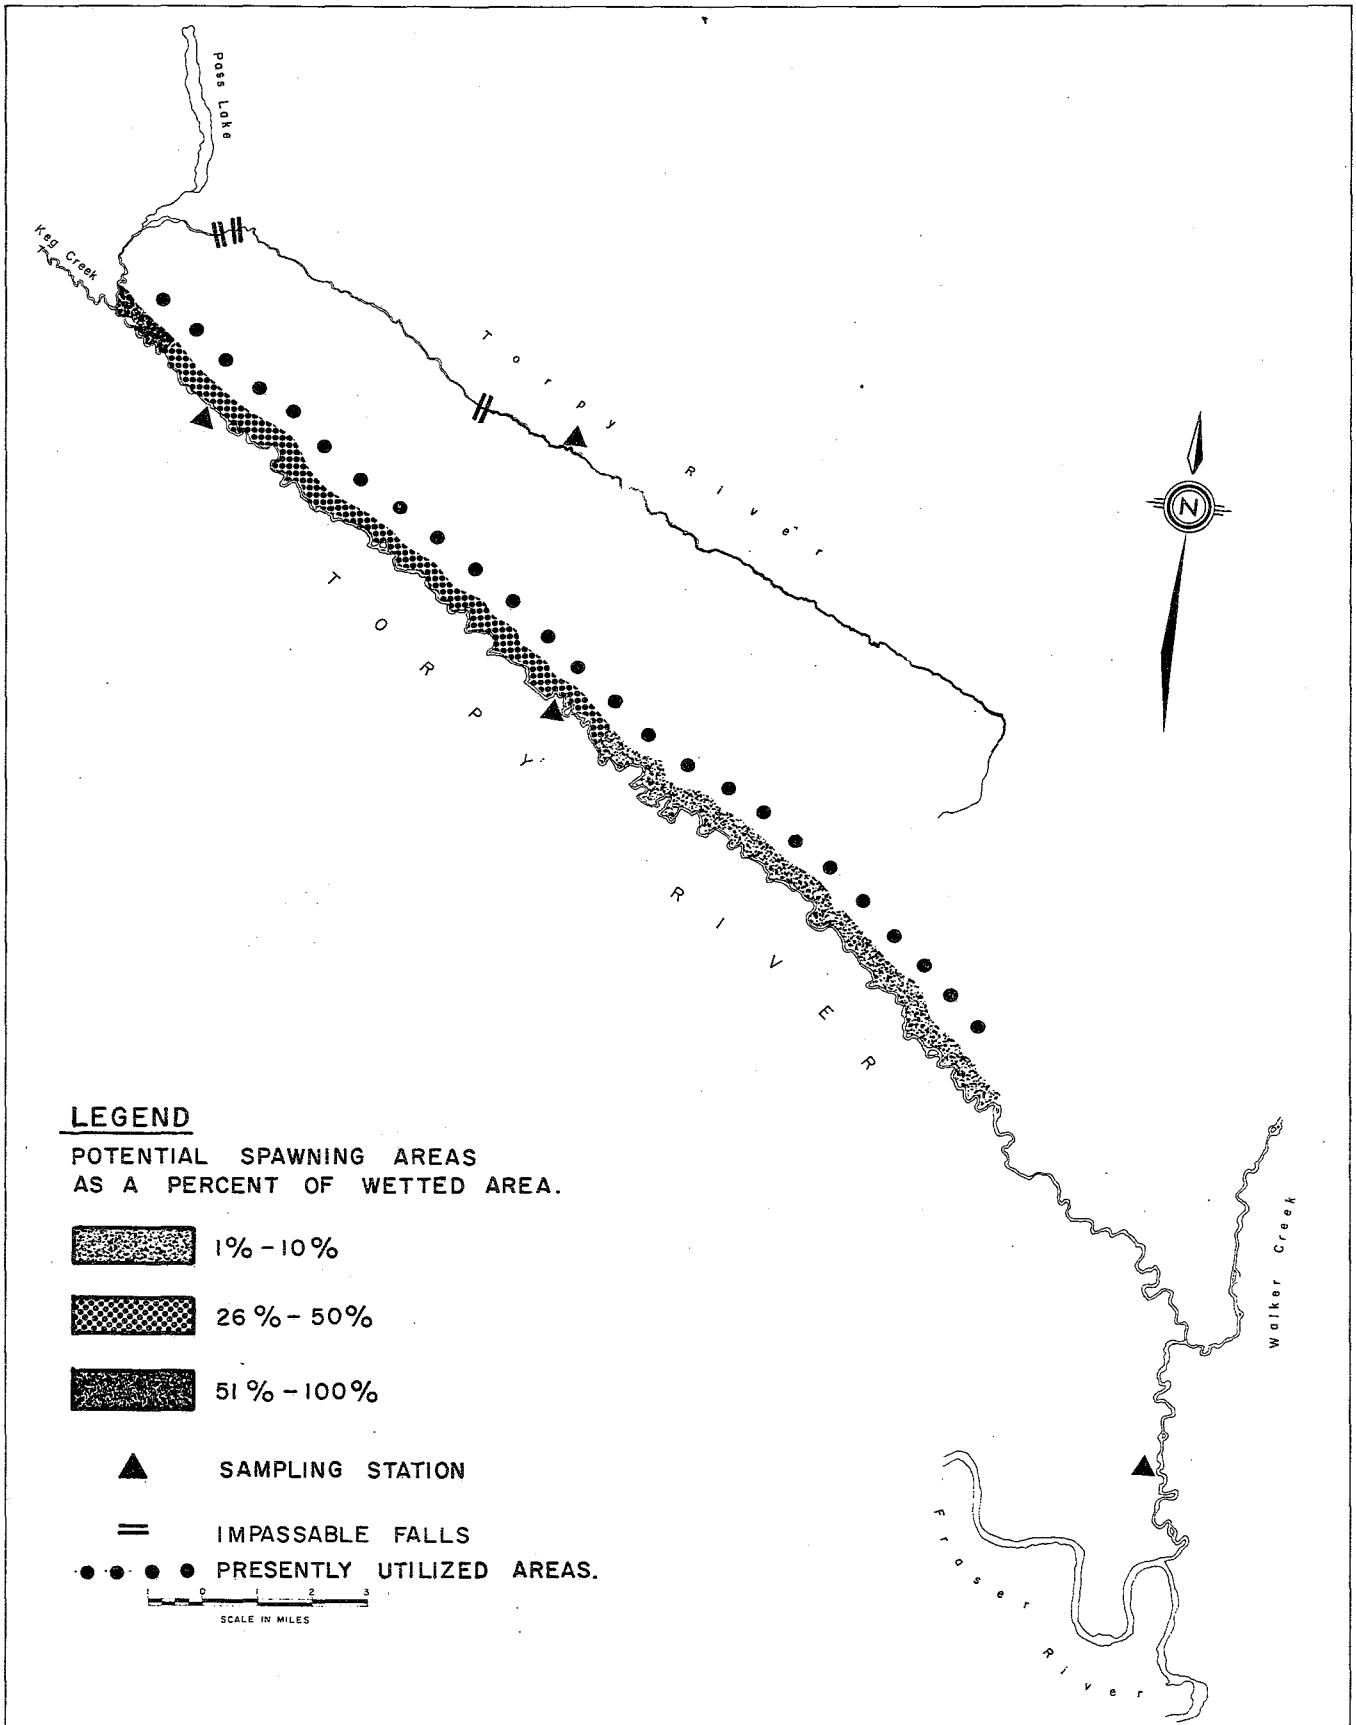 Pass Lake
Keg Creek
Torpy River
N
TORPY RIVER
LEGEND
POTENTIAL SPAWNING AREAS
AS A PERCENT OF WETTED AREA.
1% - 10%
26% - 50%
51% - 100%
SAMPLING STATION
IMPASSABLE FALLS
PRESENTLY UTILIZED AREAS.
1 0 1 2 3
SCALE IN MILES
Walker Creek
Fraser River